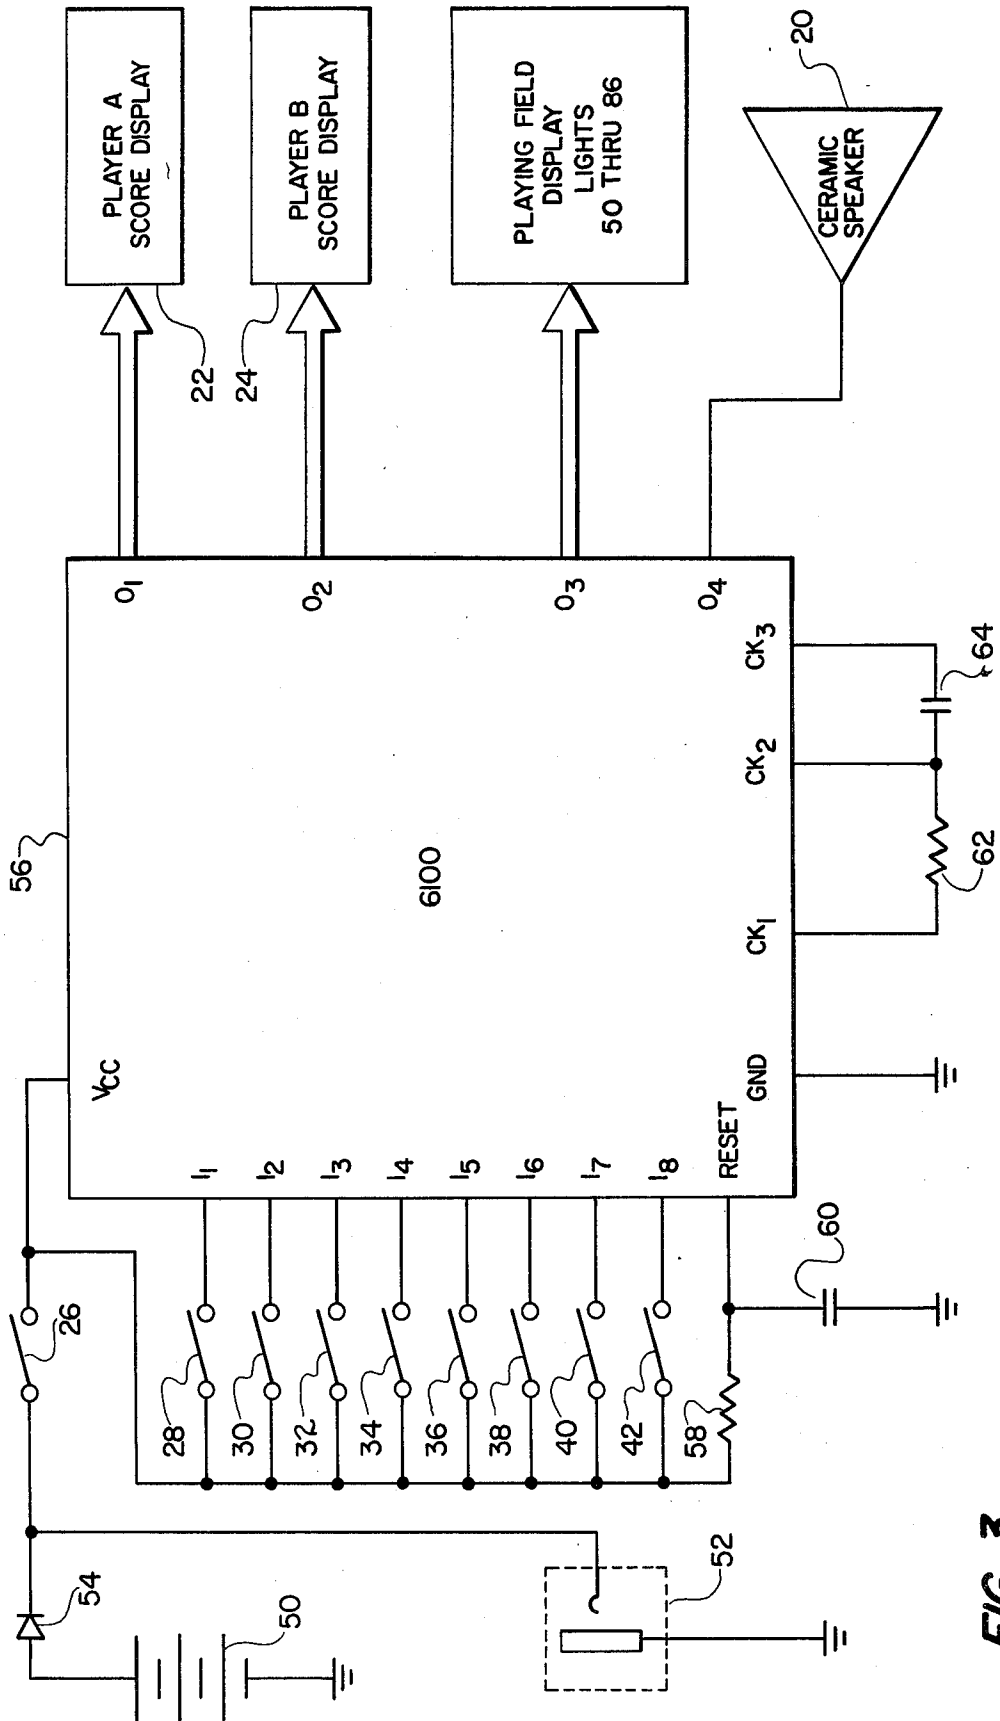 PLAYER A
SCORE DISPLAY
22
PLAYER B
SCORE DISPLAY
24
PLAYING FIELD
DISPLAY
LIGHTS
50 THRU 86
CERAMIC
SPEAKER
20
56
6100
VCC
O1
O2
O3
O4
I1
I2
I3
I4
I5
I6
I7
I8
RESET
GND
CK1
CK2
CK3
26
28
30
32
34
36
38
40
42
58
60
62
64
54
50
52
FIG. 3